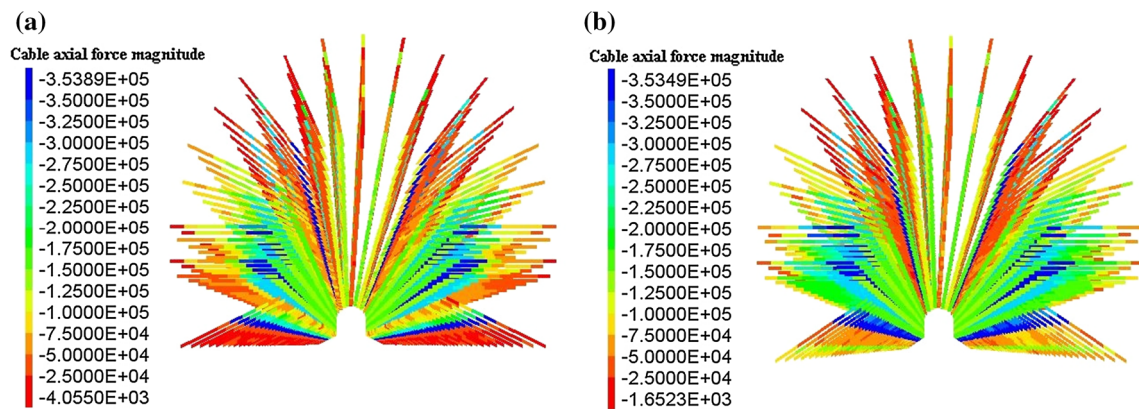 (a)
Cable axial force magnitude
-3.5389E+05
-3.5000E+05
-3.2500E+05
-3.0000E+05
-2.7500E+05
-2.5000E+05
-2.2500E+05
-2.0000E+05
-1.7500E+05
-1.5000E+05
-1.2500E+05
-1.0000E+05
-7.5000E+04
-5.0000E+04
-2.5000E+04
-4.0550E+03
(b)
Cable axial force magnitude
-3.5349E+05
-3.5000E+05
-3.2500E+05
-3.0000E+05
-2.7500E+05
-2.5000E+05
-2.2500E+05
-2.0000E+05
-1.7500E+05
-1.5000E+05
-1.2500E+05
-1.0000E+05
-7.5000E+04
-5.0000E+04
-2.5000E+04
-1.6523E+03